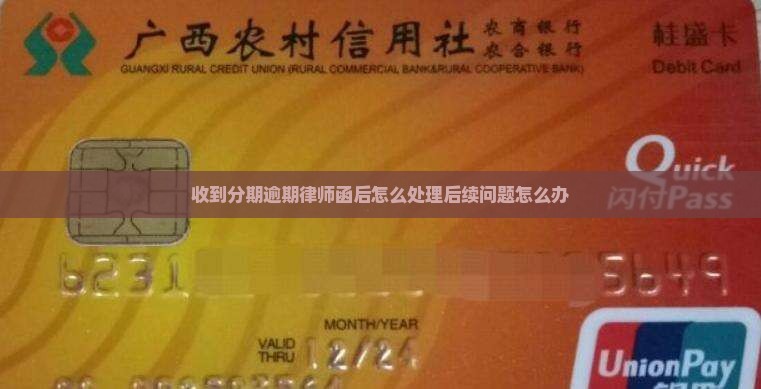 广西农村信用社 农商银行
农合银行
桂盛卡
GUANGXI RURAL CREDIT UNION (RURAL COMMERCIAL BANK&RURAL COOPERATIVE BANK)
Debit Card
Quick
收到分期逾期律师函后怎么处理后续问题怎么办
闪付Pass
6231 5649
MONTH/YEAR
VALID
THRU 12/24
UnionPay